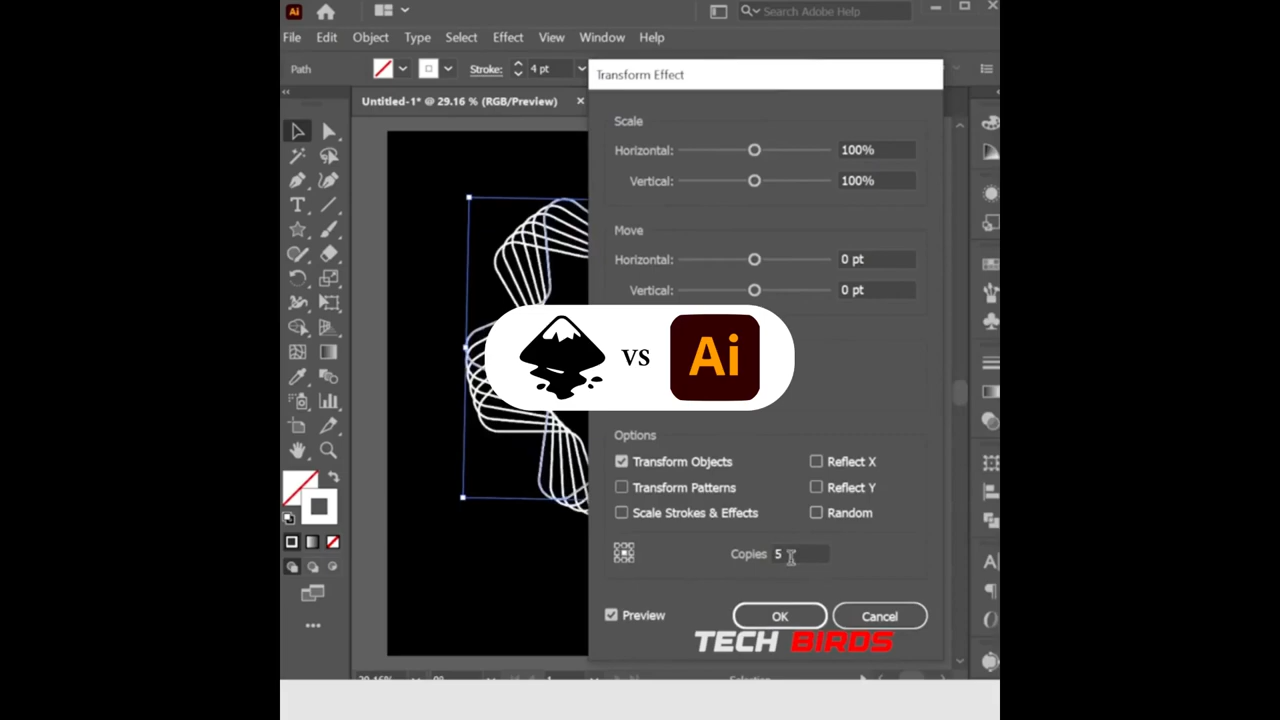 Ai
Search Adobe Help
File Edit Object Type Select Effect View Window Help
Path
Stroke:
4 pt
Transform Effect
Untitled-1* @ 29.16 % (RGB/Preview)
Scale
Horizontal: 100%
Vertical: 100%
Move
Horizontal: 0 pt
Vertical: 0 pt
vs
Ai
Options
Transform Objects
Reflect X
Transform Patterns
Reflect Y
Scale Strokes & Effects
Random
Copies 5
Preview
OK
Cancel
TECH BIRDS